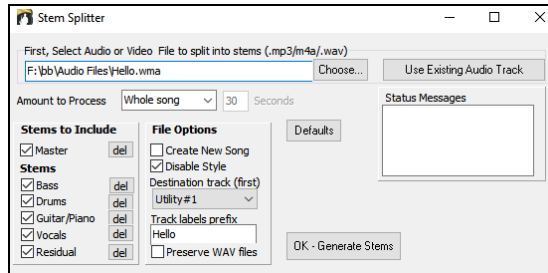 Stem Splitter
First, Select Audio or Video File to split into stems (.mp3/m4a/.wav)
F:\bb\Audio Files\Hello.wma Choose... Use Existing Audio Track
Amount to Process Whole song 30 Seconds
Status Messages
Stems to Include
Master del
Stems
Bass del
Drums del
Guitar/Piano del
Vocals del
Residual del
File Options
Create New Song
Disable Style
Destination track (first)
Utility #1
Track labels prefix
Hello
Preserve WAV files
Defaults
OK - Generate Stems